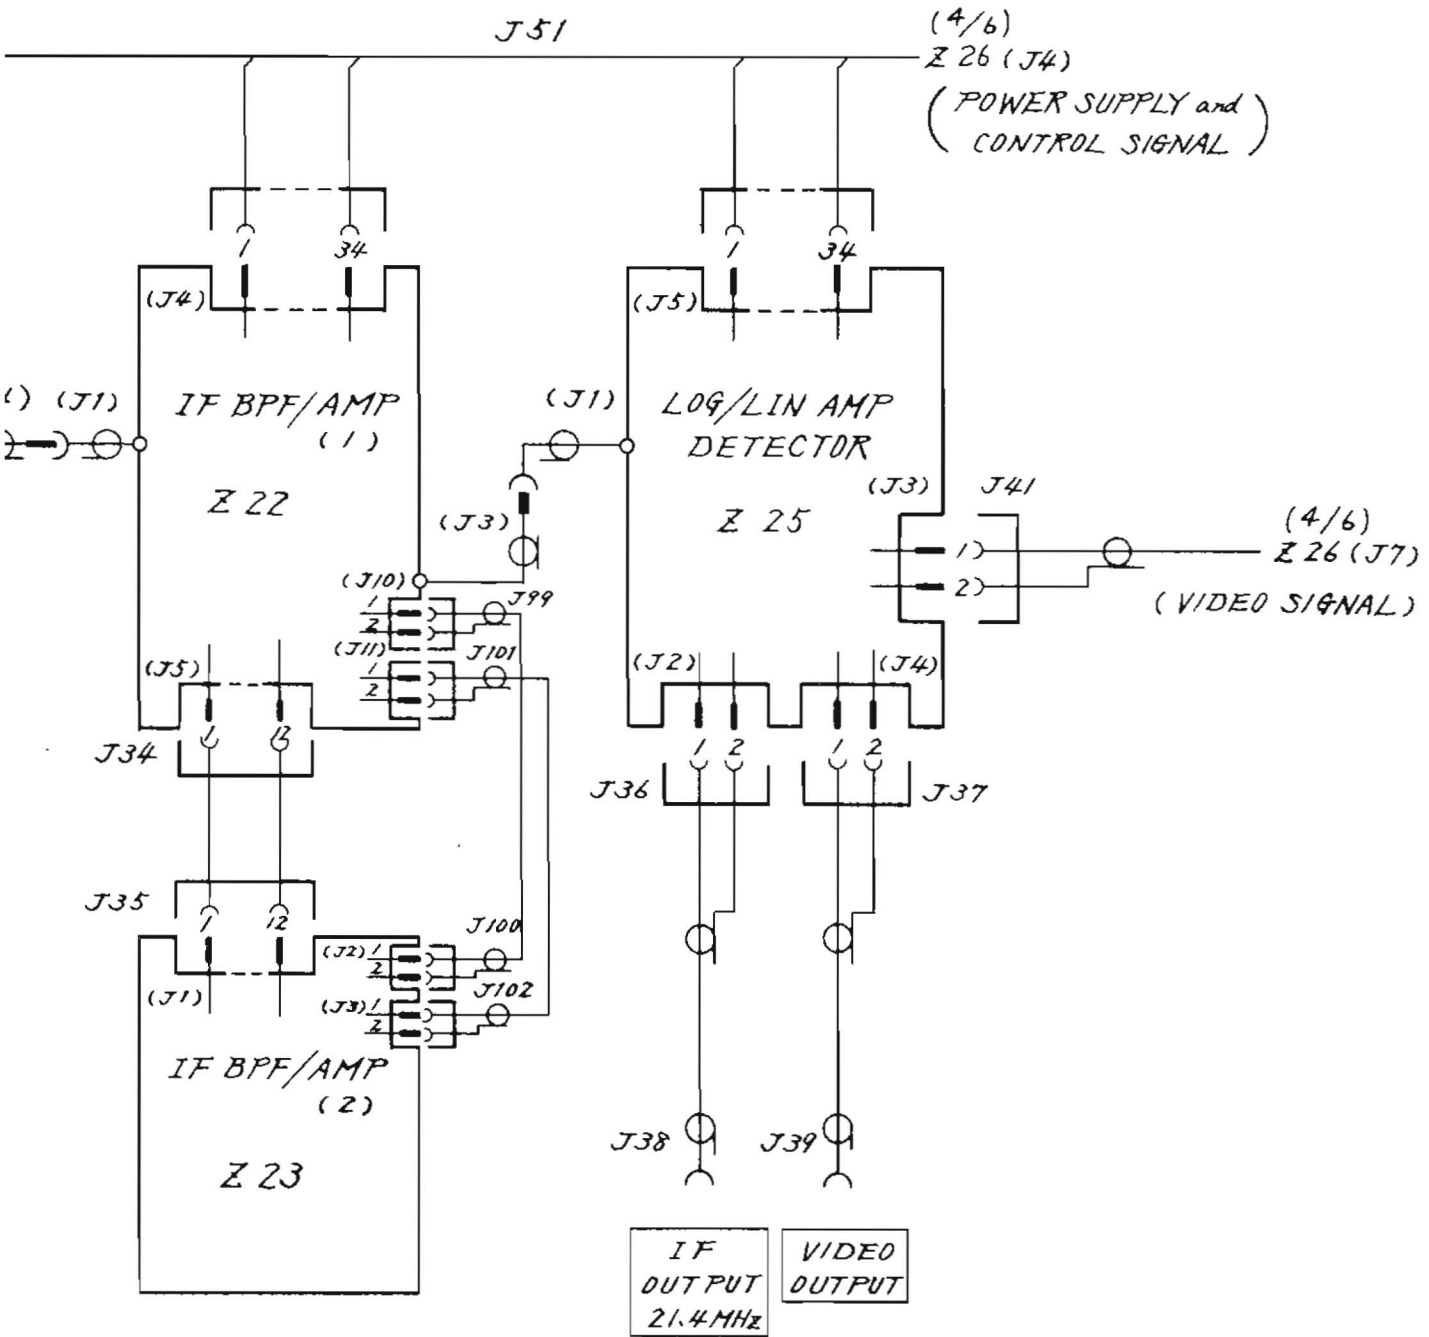 J51
(4/6)
Z 26 (J4)
( POWER SUPPLY and
CONTROL SIGNAL )
1
34
1
34
(J4)
(J5)
() (J1)
IF BPF/AMP
(1)
Z 22
(J1)
LOG/LIN AMP
DETECTOR
Z 25
(J3)
J41
(J3)
(4/6)
1
Z 26 (J7)
2
(VIDEO SIGNAL)
(J10)
J99
1
2
(J11)
J101
1
2
(J5)
1
12
J34
(J2)
(J4)
1
2
1
2
J36
J37
J35
1
12
(J1)
(J2) 1
2
J100
(J3) 1
2
J102
IF BPF/AMP
(2)
Z 23
J38
J39
IF
OUTPUT
21.4MHz
VIDEO
OUTPUT